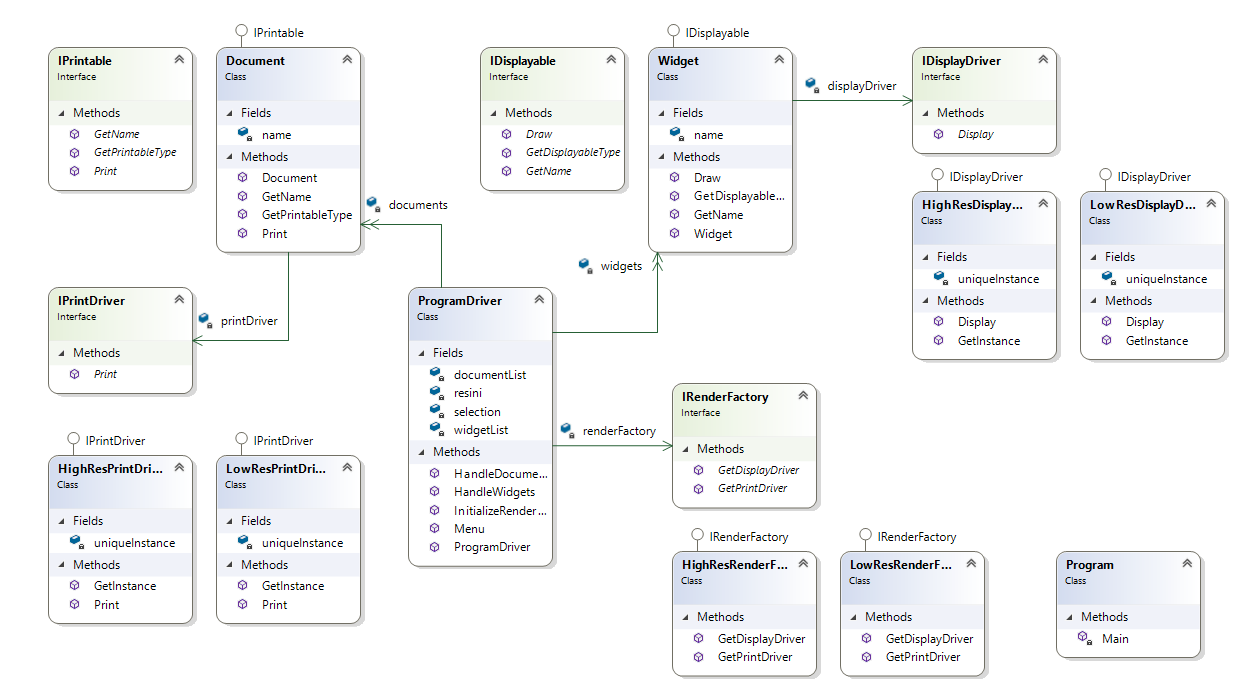 IPrintable
Interface
Methods
GetName
GetPrintableType
Print
IPrintable
Document
Class
Fields
name
Methods
Document
GetName
GetPrintableType
Print
documents
IDisplayable
Interface
Methods
Draw
GetDisplayableType
GetName
IDisplayable
Widget
Class
Fields
name
Methods
Draw
GetDisplayable...
GetName
Widget
widgets
displayDriver
IDisplayDriver
Interface
Methods
Display
IDisplayDriver
HighResDisplay...
Class
Fields
uniqueInstance
Methods
Display
GetInstance
IDisplayDriver
LowResDisplayD...
Class
Fields
uniqueInstance
Methods
Display
GetInstance
IPrintDriver
Interface
Methods
Print
printDriver
ProgramDriver
Class
Fields
documentList
resini
selection
widgetList
Methods
HandleDocume...
HandleWidgets
InitializeRender...
Menu
ProgramDriver
renderFactory
IRenderFactory
Interface
Methods
GetDisplayDriver
GetPrintDriver
IPrintDriver
HighResPrintDri...
Class
Fields
uniqueInstance
Methods
GetInstance
Print
IPrintDriver
LowResPrintDri...
Class
Fields
uniqueInstance
Methods
GetInstance
Print
IRenderFactory
HighResRenderF...
Class
Methods
GetDisplayDriver
GetPrintDriver
IRenderFactory
LowResRenderF...
Class
Methods
GetDisplayDriver
GetPrintDriver
Program
Class
Methods
Main